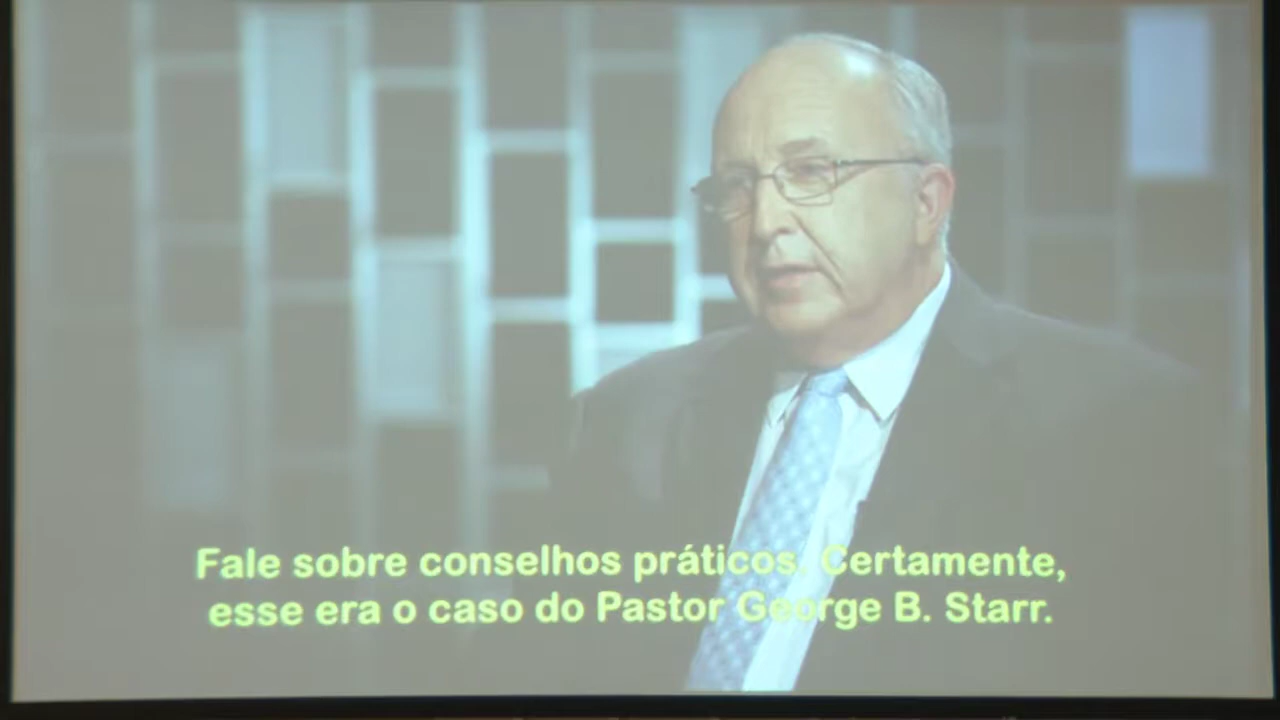 Fale sobre conselhos práticos. Certamente,
esse era o caso do Pastor George B. Starr.